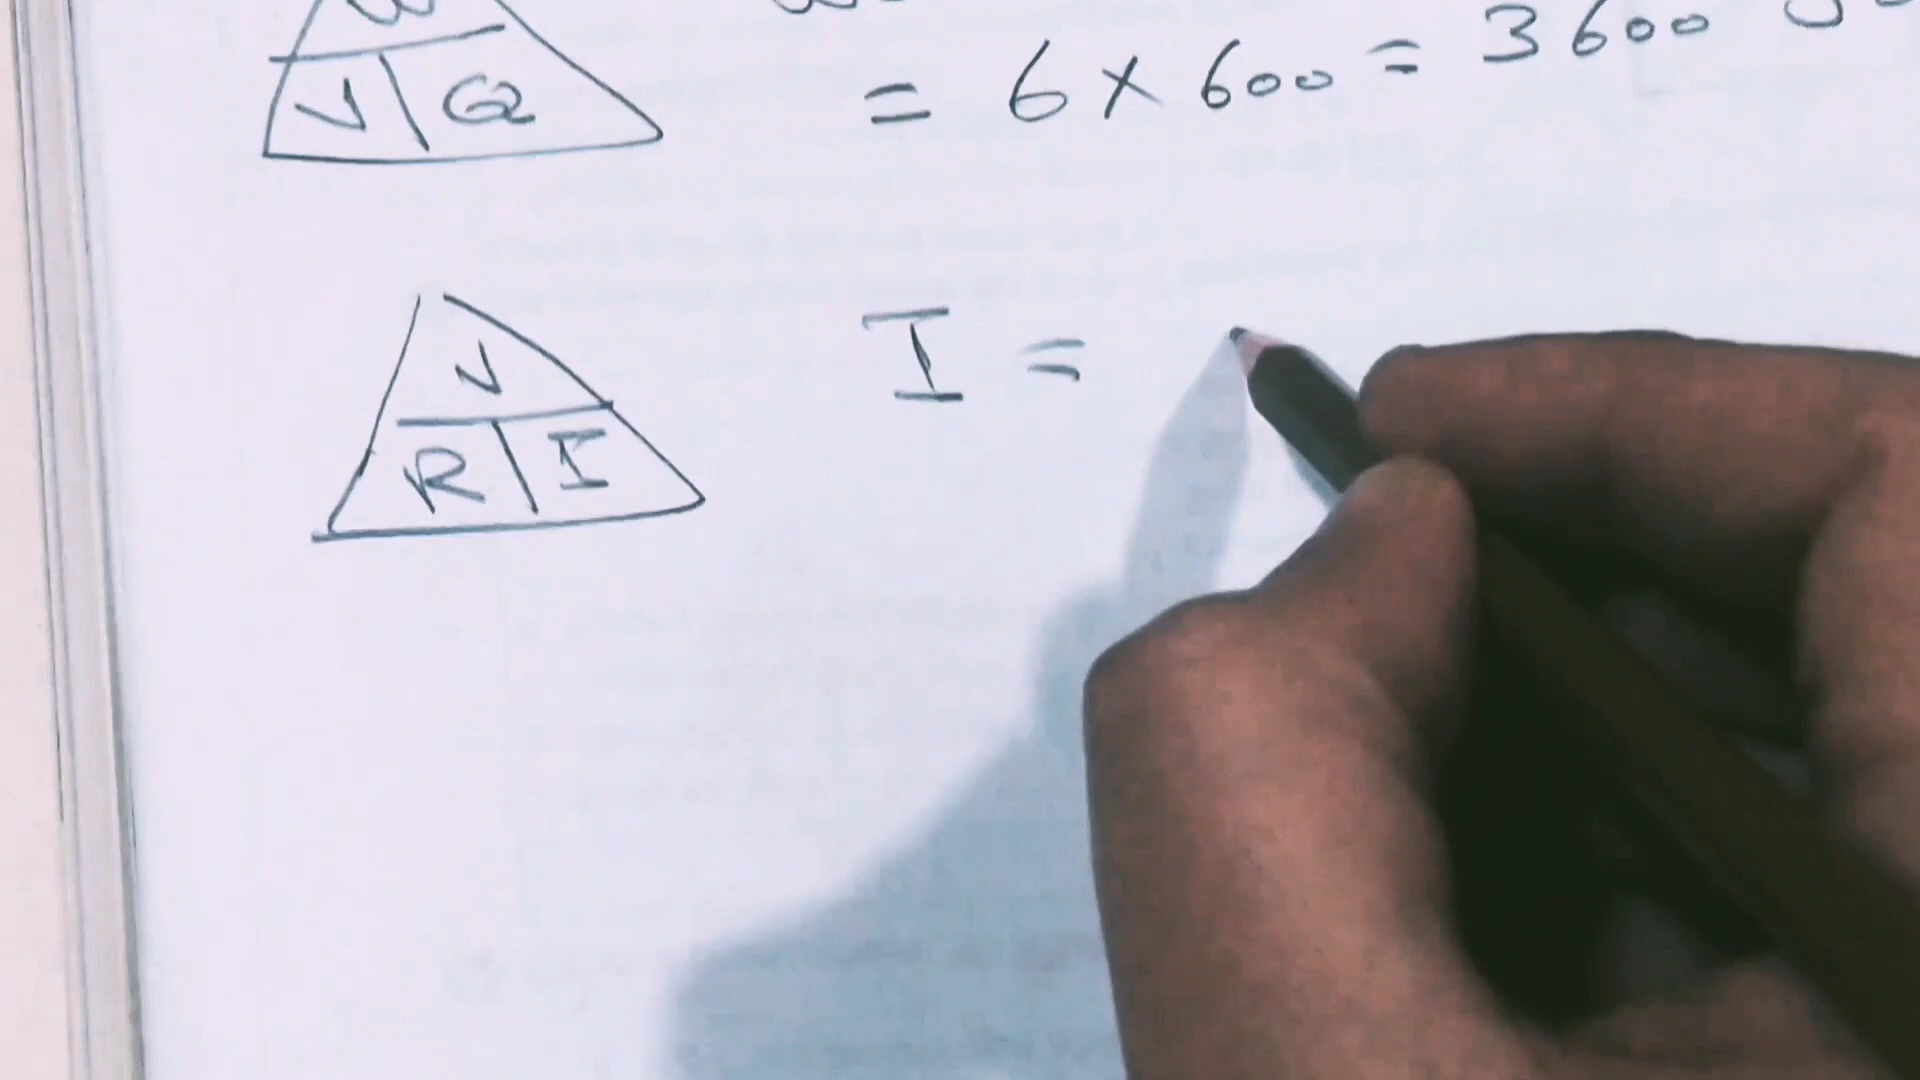 V Q
= 6 × 600 = 3600
V
R I
I =